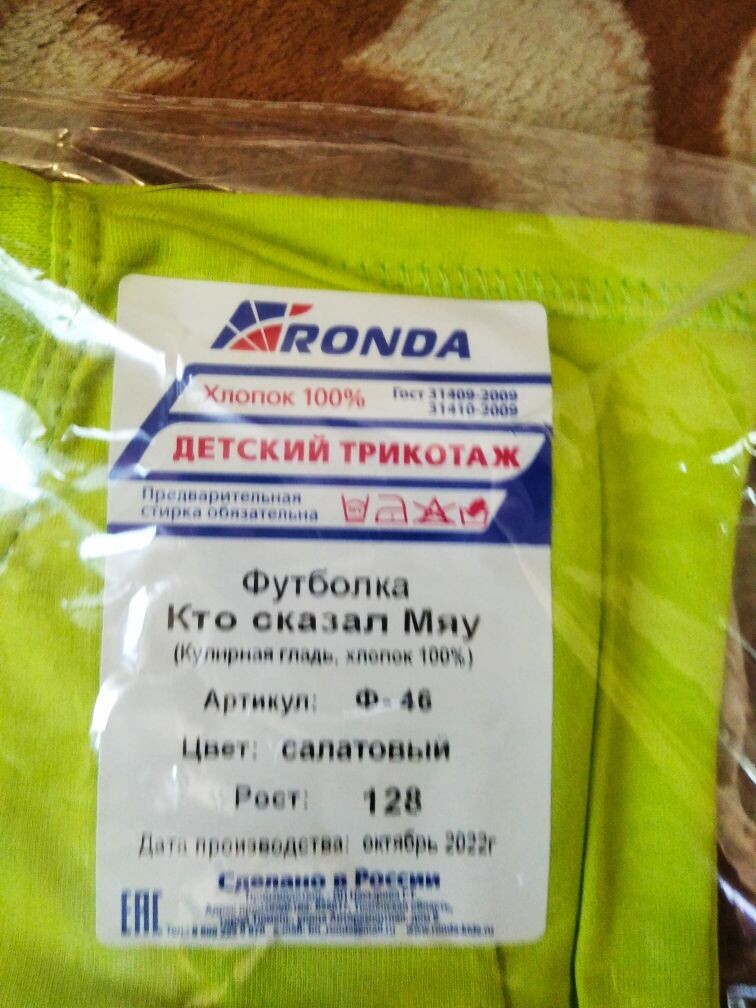 RONDA
Хлопок 100%
Гост 31409-2009
31410-2009
ДЕТСКИЙ ТРИКОТАЖ
Предварительная
стирка обязательна
Футболка
Кто сказал Мяу
(Кулирная гладь, хлопок 100%)
Артикул: Ф- 46
Цвет: салатовый
Рост: 128
Дата производства: октябрь 2022г
Сделано в России
ЕАС